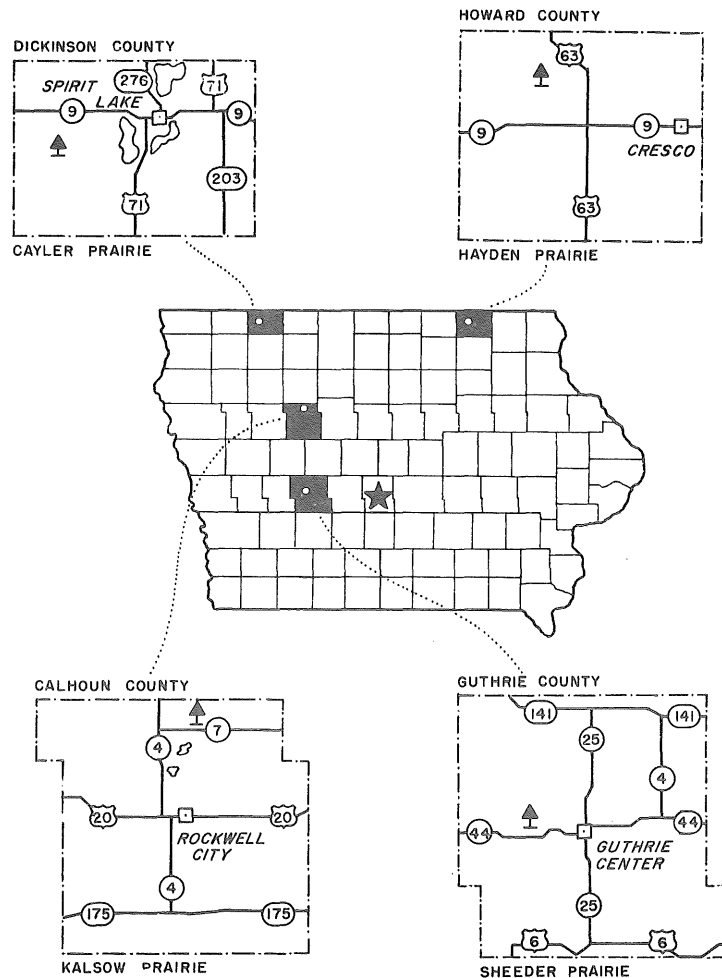 DICKINSON COUNTY
276
71
SPIRIT
LAKE
9
9
203
71
CAYLER PRAIRIE
HOWARD COUNTY
63
9
9
CRESCO
63
HAYDEN PRAIRIE
CALHOUN COUNTY
7
4
20
20
ROCKWELL
CITY
4
175
175
KALSOW PRAIRIE
GUTHRIE COUNTY
141
141
25
4
44
44
GUTHRIE
CENTER
25
6
6
SHEEDER PRAIRIE